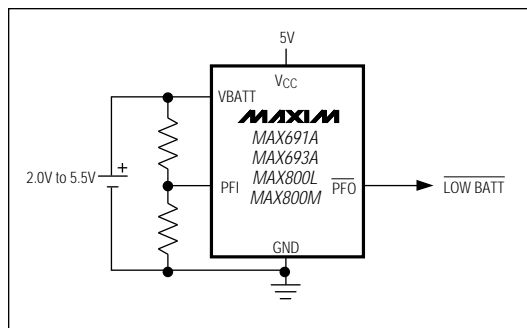 5V
VCC
VBATT
MAXIM
MAX691A
MAX693A
MAX800L
MAX800M
2.0V to 5.5V
+
PFI
PFO
LOW BATT
GND